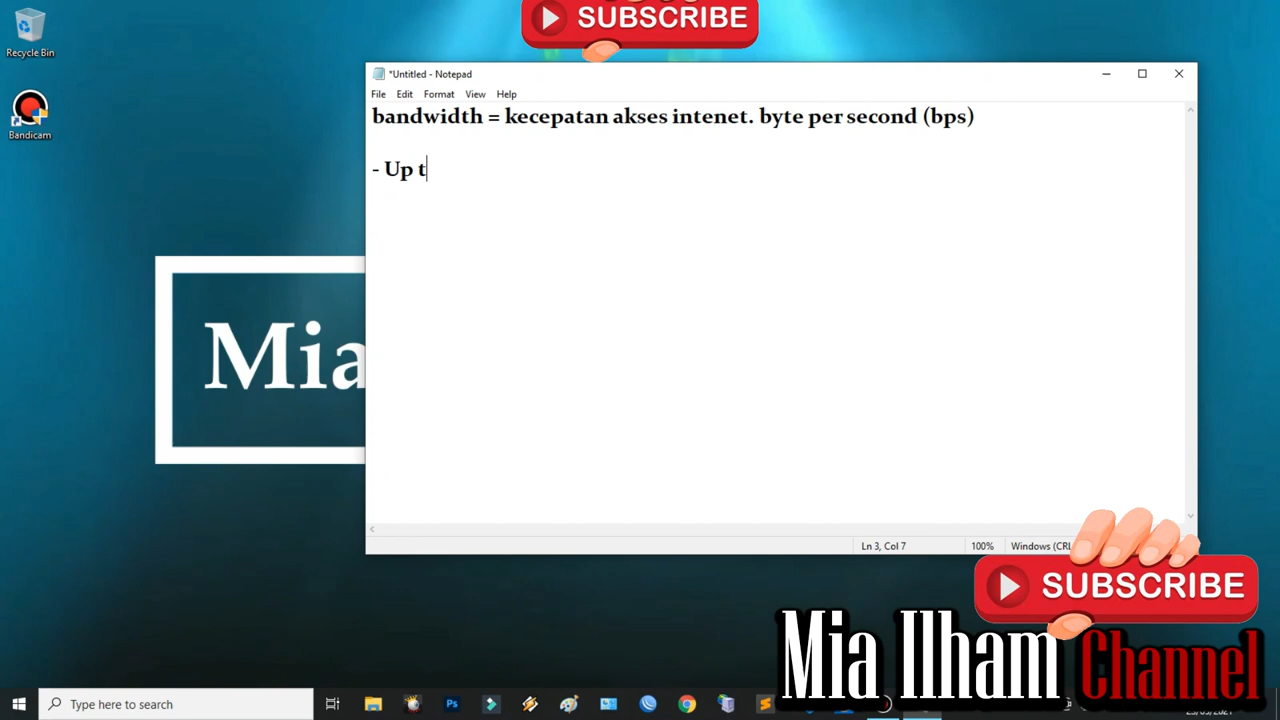 SUBSCRIBE
Recycle Bin
Bandicam
*Untitled - Notepad
File Edit Format View Help
bandwidth = kecepatan akses intenet. byte per second (bps)
- Up t
Mia
Ln 3, Col 7 100% Windows (CRL
SUBSCRIBE
Mia Ilham Channel
Type here to search